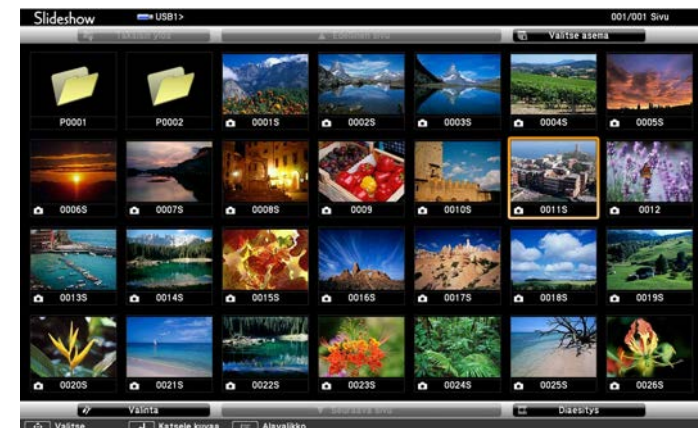 Slideshow USB1> 001/001 Sivu
Takaisin ylös ▲ Edellinen sivu Valitse asema
P0001 P0002 0001S 0002S 0003S 0004S 0005S
0006S 0007S 0008S 0009 0010S 0011S 0012
0013S 0014S 0015S 0016S 0017S 0018S 0019S
0020S 0021S 0022S 0023S 0024S 0025S 0026S
Valinta ▼ Seuraava sivu Diaesitys
Valitse Katsele kuvaa Esc Alavalikko